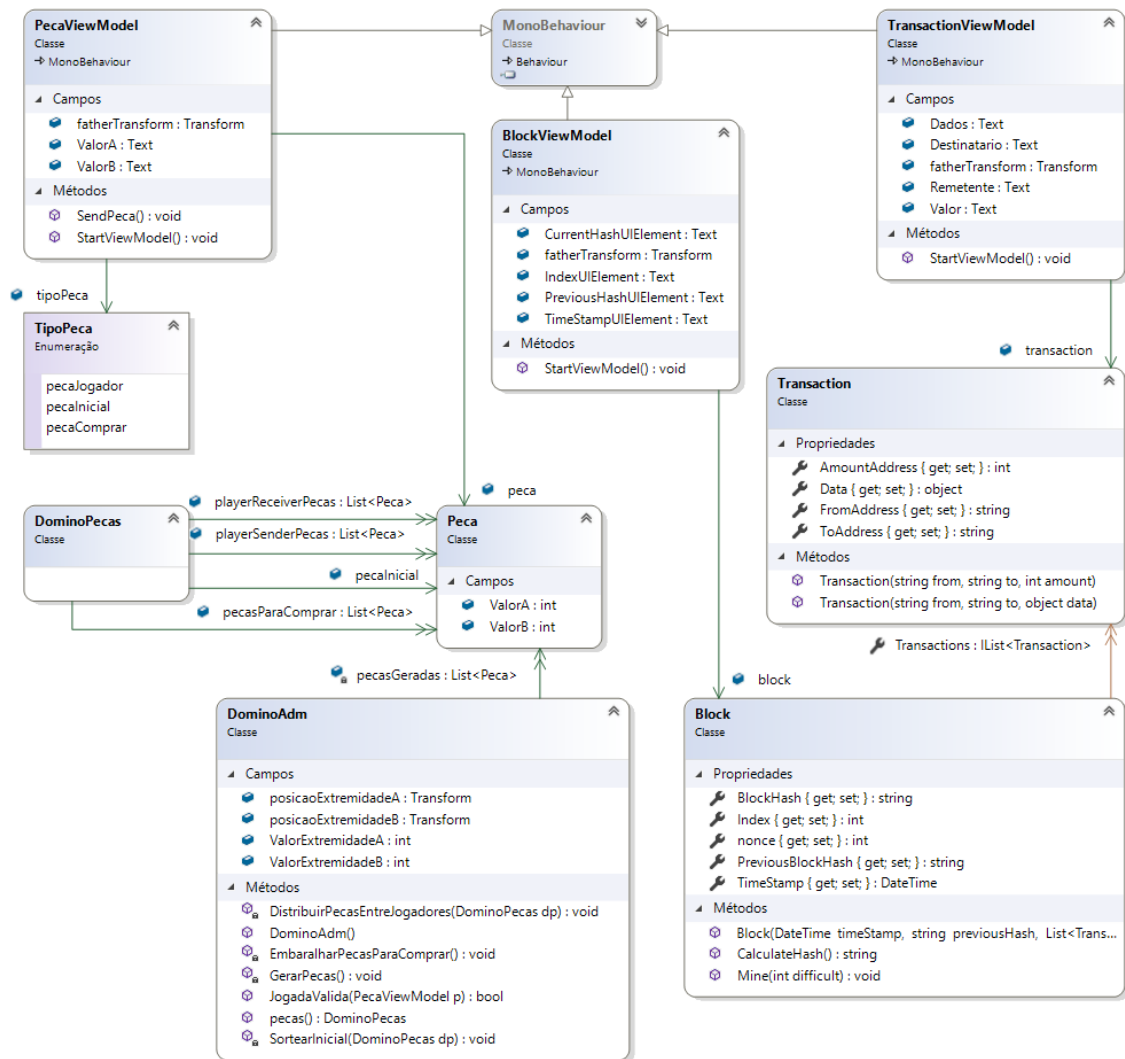 PecaViewModel
Classe
MonoBehaviour
Campos
fatherTransform : Transform
ValorA : Text
ValorB : Text
Métodos
SendPeca() : void
StartViewModel() : void
MonoBehaviour
Classe
Behaviour
TransactionViewModel
Classe
MonoBehaviour
Campos
Dados : Text
Destinatario : Text
fatherTransform : Transform
Remetente : Text
Valor : Text
Métodos
StartViewModel() : void
BlockViewModel
Classe
MonoBehaviour
Campos
CurrentHashUIElement : Text
fatherTransform : Transform
IndexUIElement : Text
PreviousHashUIElement : Text
TimeStampUIElement : Text
Métodos
StartViewModel() : void
tipoPeca
TipoPeca
Enumeração
pecaJogador
pecaInicial
pecaComprar
transaction
Transaction
Classe
Propriedades
AmountAddress { get; set; } : int
Data { get; set; } : object
FromAddress { get; set; } : string
ToAddress { get; set; } : string
Métodos
Transaction(string from, string to, int amount)
Transaction(string from, string to, object data)
DominoPecas
Classe
playerReceiverPecas : List<Peca>
playerSenderPecas : List<Peca>
pecaInicial
pecasParaComprar : List<Peca>
peca
Peca
Classe
Campos
ValorA : int
ValorB : int
pecasGeradas : List<Peca>
Transactions : IList<Transaction>
block
DominoAdm
Classe
Campos
posicaoExtremidadeA : Transform
posicaoExtremidadeB : Transform
ValorExtremidadeA : int
ValorExtremidadeB : int
Métodos
DistribuirPecasEntreJogadores(DominoPecas dp) : void
DominoAdm()
EmbaralharPecasParaComprar() : void
GerarPecas() : void
JogadaValida(PecaViewModel p) : bool
pecas() : DominoPecas
SortearInicial(DominoPecas dp) : void
Block
Classe
Propriedades
BlockHash { get; set; } : string
Index { get; set; } : int
nonce { get; set; } : int
PreviousBlockHash { get; set; } : string
TimeStamp { get; set; } : DateTime
Métodos
Block(DateTime timeStamp, string previousHash, List<Trans...
CalculateHash() : string
Mine(int difficult) : void